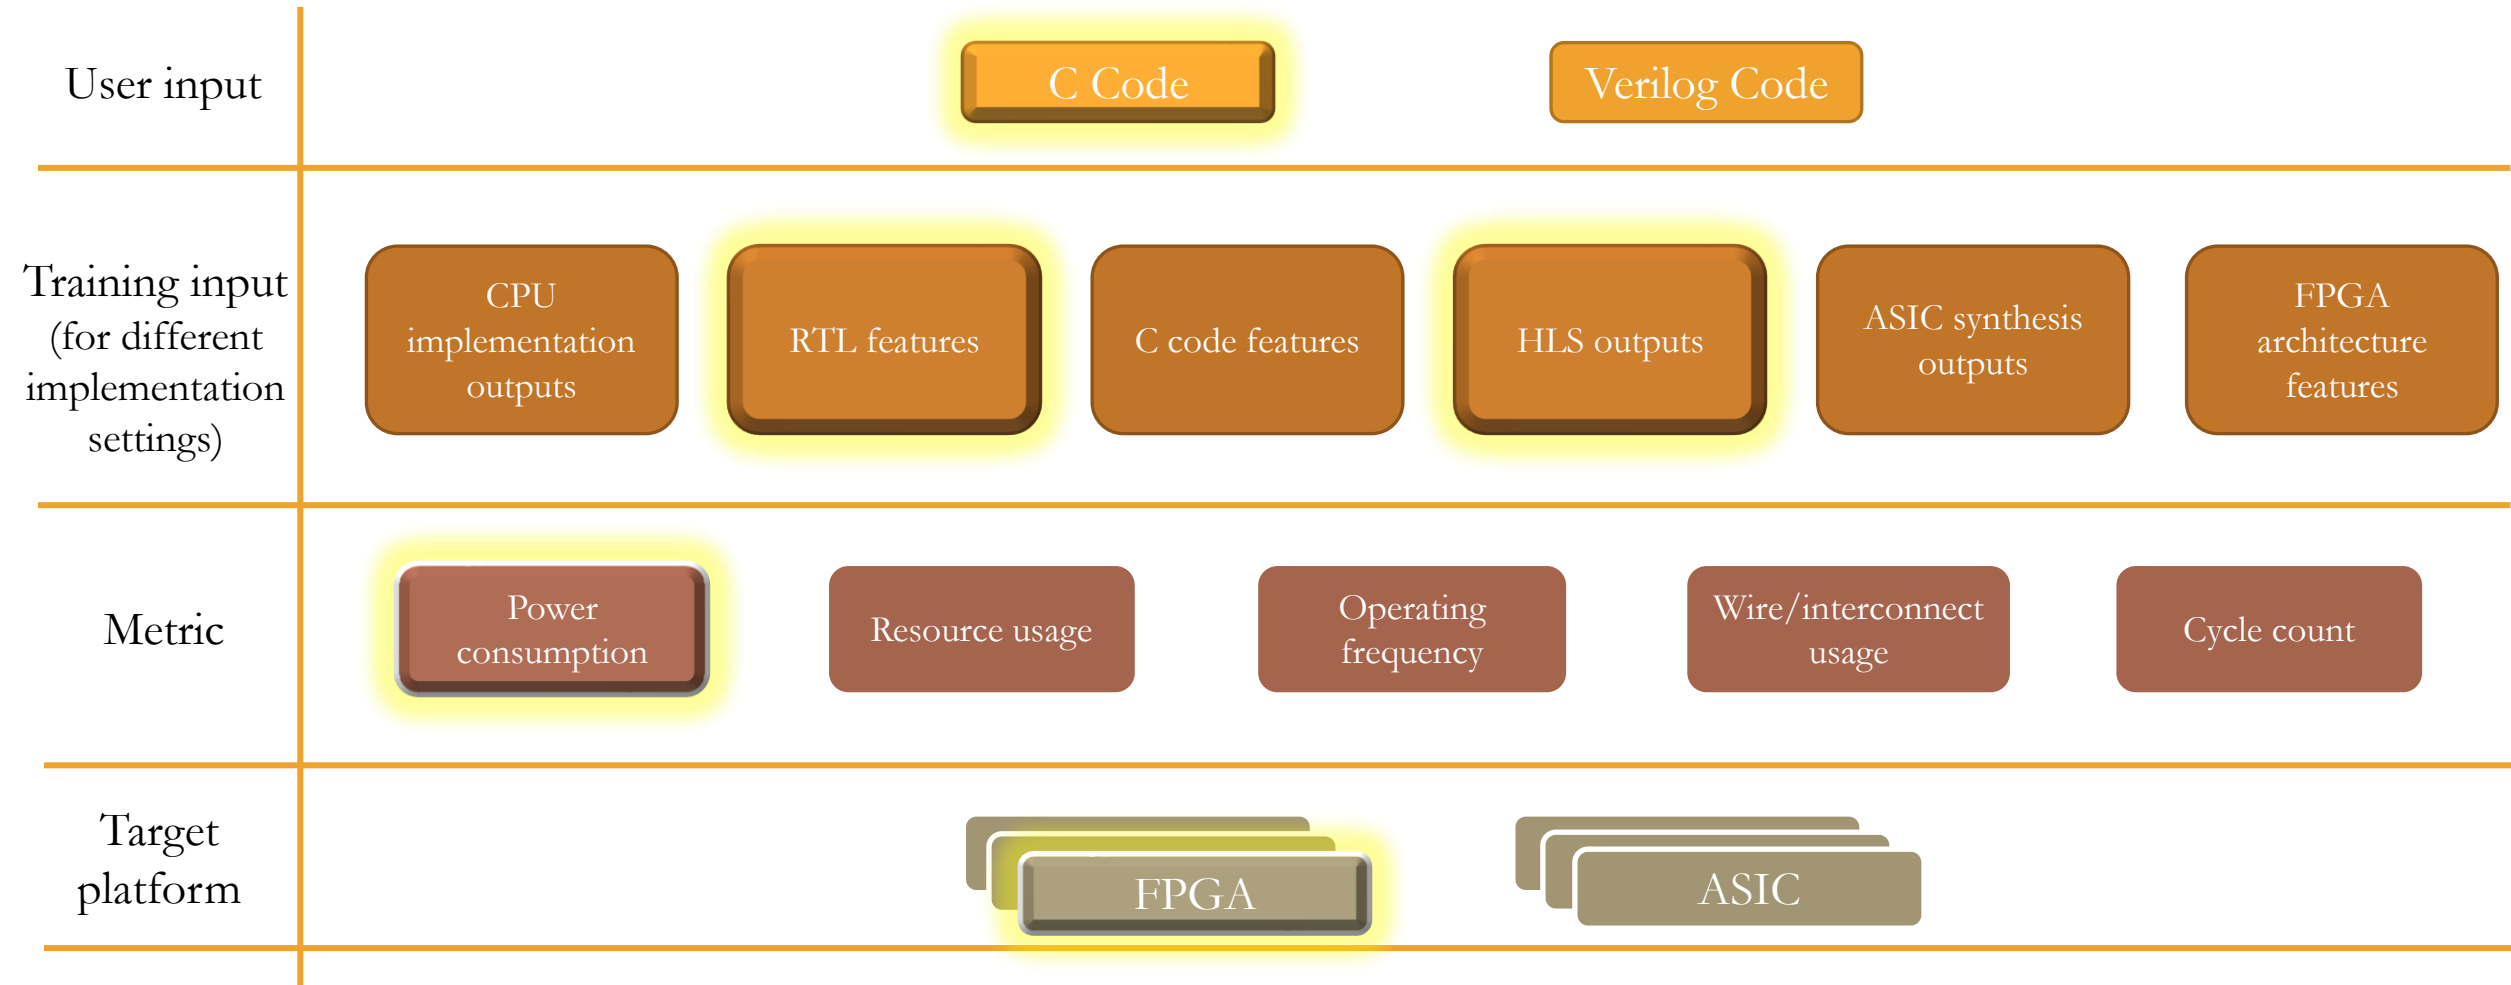 User input
C Code
Verilog Code
Training input
(for different
implementation
settings)
CPU
implementation
outputs
RTL features
C code features
HLS outputs
ASIC synthesis
outputs
FPGA
architecture
features
Metric
Power
consumption
Resource usage
Operating
frequency
Wire/interconnect
usage
Cycle count
Target
platform
FPGA
ASIC